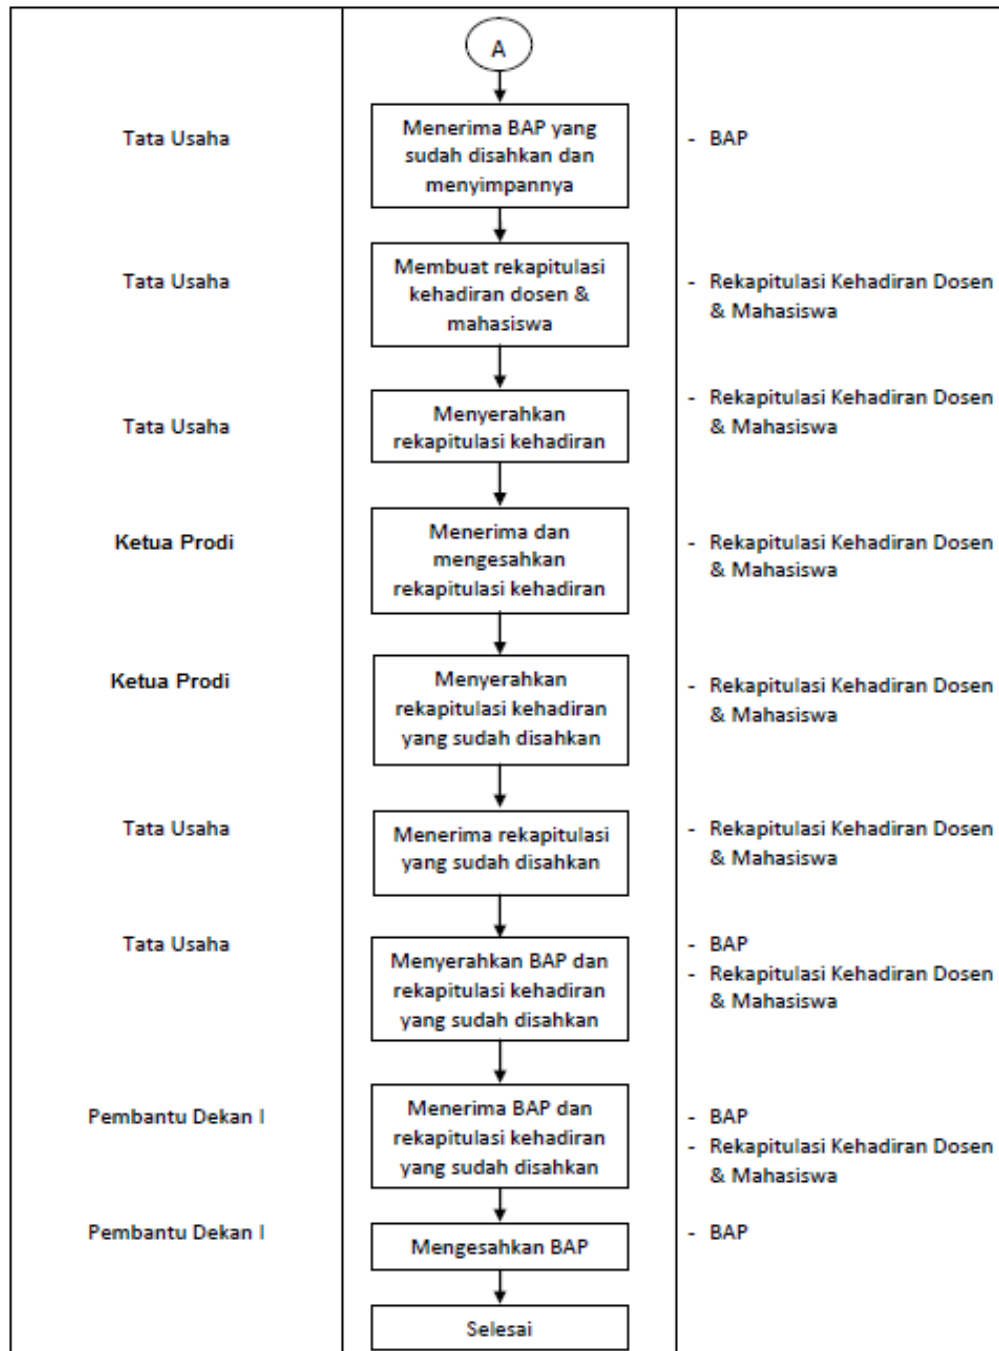 A
Tata Usaha
Menerima BAP yang
sudah disahkan dan
menyimpannya
- BAP
Tata Usaha
Membuat rekapitulasi
kehadiran dosen &
mahasiswa
- Rekapitulasi Kehadiran Dosen
& Mahasiswa
Tata Usaha
Menyerahkan
rekapitulasi kehadiran
- Rekapitulasi Kehadiran Dosen
& Mahasiswa
Ketua Prodi
Menerima dan
mengesahkan
rekapitulasi kehadiran
- Rekapitulasi Kehadiran Dosen
& Mahasiswa
Ketua Prodi
Menyerahkan
rekapitulasi kehadiran
yang sudah disahkan
- Rekapitulasi Kehadiran Dosen
& Mahasiswa
Tata Usaha
Menerima rekapitulasi
yang sudah disahkan
- Rekapitulasi Kehadiran Dosen
& Mahasiswa
Tata Usaha
Menyerahkan BAP dan
rekapitulasi kehadiran
yang sudah disahkan
- BAP
- Rekapitulasi Kehadiran Dosen
& Mahasiswa
Pembantu Dekan I
Menerima BAP dan
rekapitulasi kehadiran
yang sudah disahkan
- BAP
- Rekapitulasi Kehadiran Dosen
& Mahasiswa
Pembantu Dekan I
Mengesahkan BAP
- BAP
Selesai